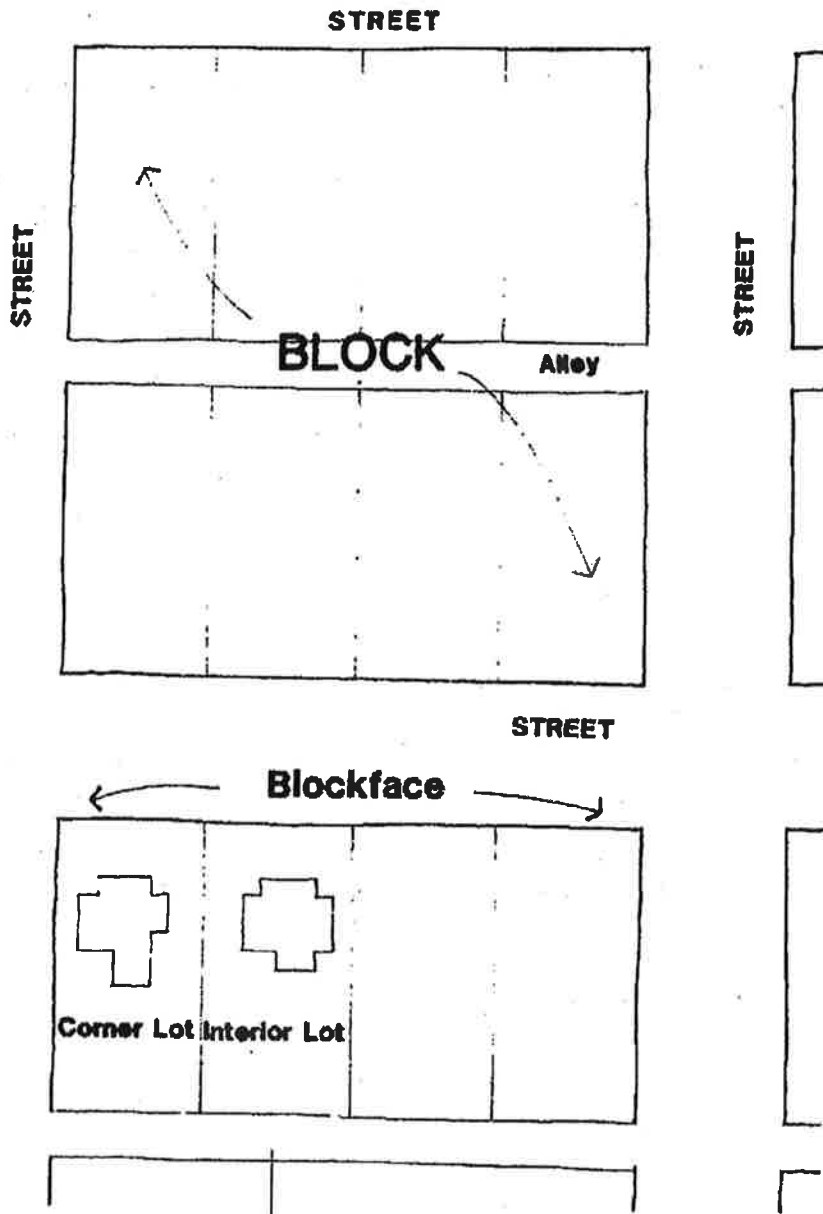 STREET
STREET
STREET
BLOCK
Alley
STREET
Blockface
Corner Lot
Interior Lot